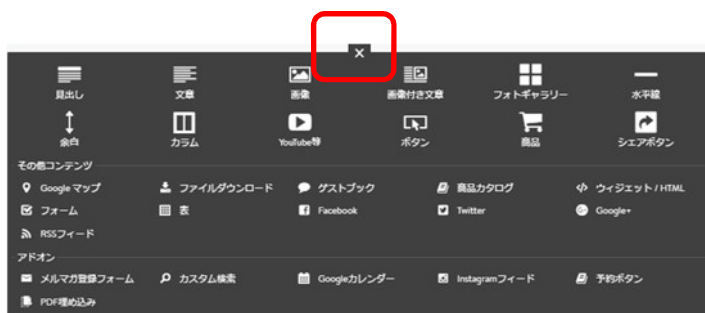 ×
見出し 文章 画像 画像付き文章 フォトギャラリー 水平線
余白 カラム YouTube等 ボタン 商品 シェアボタン
その他コンテンツ
Google マップ ファイルダウンロード ゲストブック 商品カタログ ウィジェット / HTML
フォーム 表 Facebook Twitter Google+
RSSフィード
アドオン
メルマガ登録フォーム カスタム検索 Googleカレンダー Instagramフィード 予約ボタン
PDF埋め込み